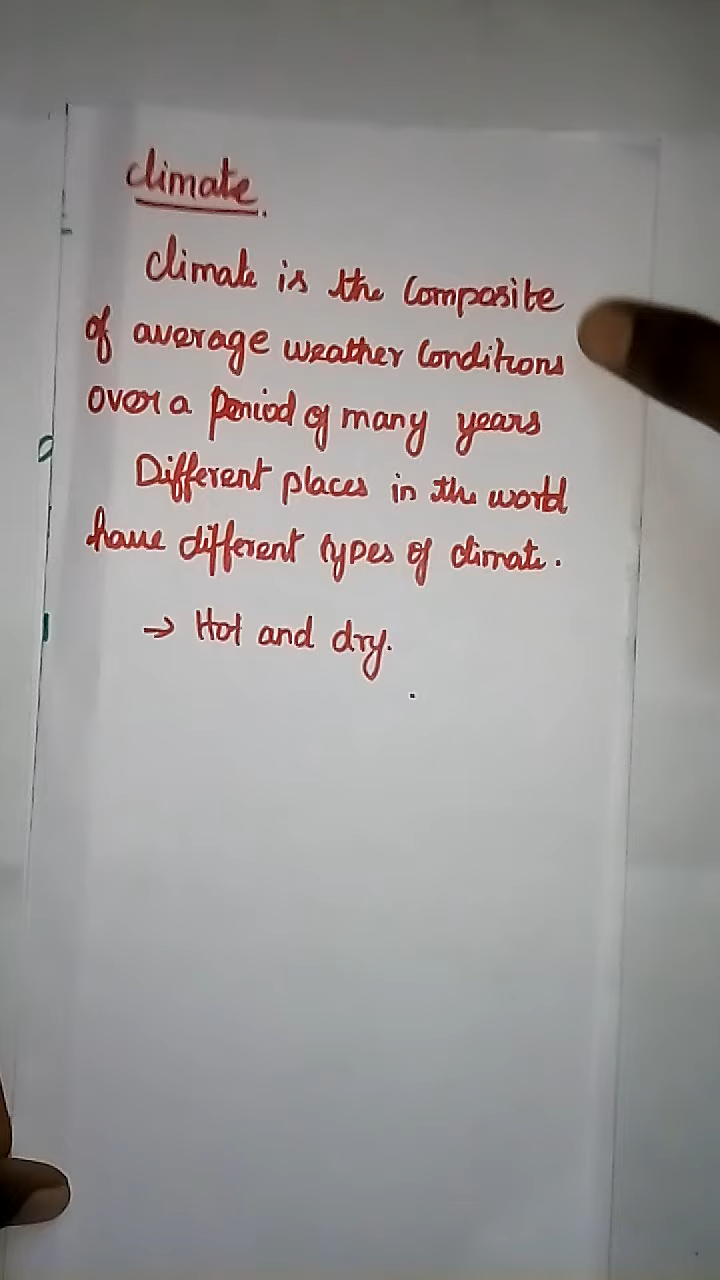 climate.
climate is the Composite
of average weather Conditions
over a Period of many years
Different places in the world
have different types of climate.
→ Hot and dry.